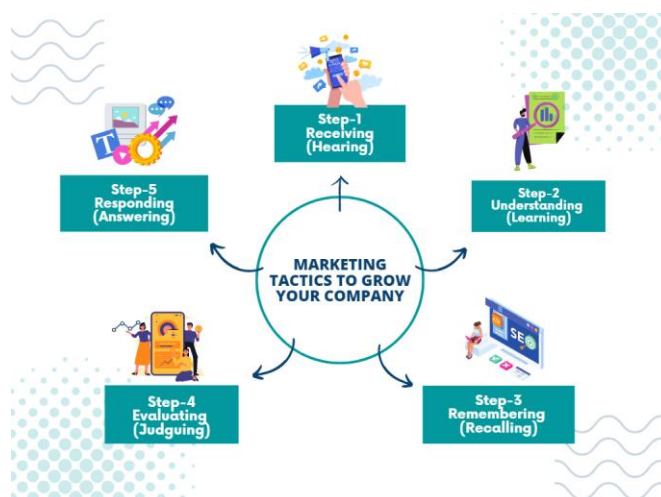 Step-1
Receiving
(Hearing)
Step-2
Understanding
(Learning)
Step-3
Remembering
(Recalling)
Step-4
Evaluating
(Judguing)
Step-5
Responding
(Answering)
MARKETING
TACTICS TO GROW
YOUR COMPANY
SEO
T